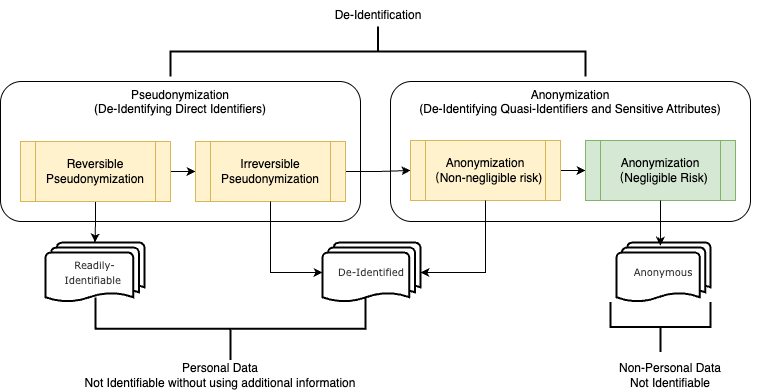 De-Identification
Pseudonymization
(De-Identifying Direct Identifiers)
Anonymization
(De-Identifying Quasi-Identifiers and Sensitive Attributes)
Reversible
Pseudonymization
Irreversible
Pseudonymization
Anonymization
(Non-negligible risk)
Anonymization
(Negligible Risk)
Readily-
Identifiable
De-Identified
Anonymous
Personal Data
Not Identifiable without using additional information
Non-Personal Data
Not Identifiable